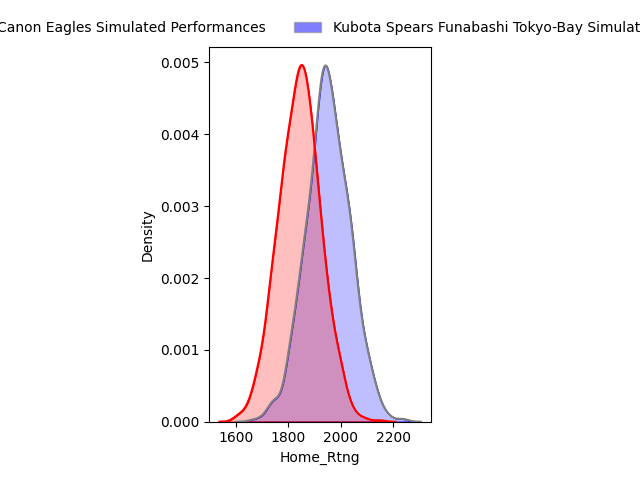 Canon Eagles Simulated Performances
Kubota Spears Funabashi Tokyo-Bay Simulat
0.005
0.004
0.003
0.002
0.001
0.000
1600 1800 2000 2200
Density
Home_Rtng